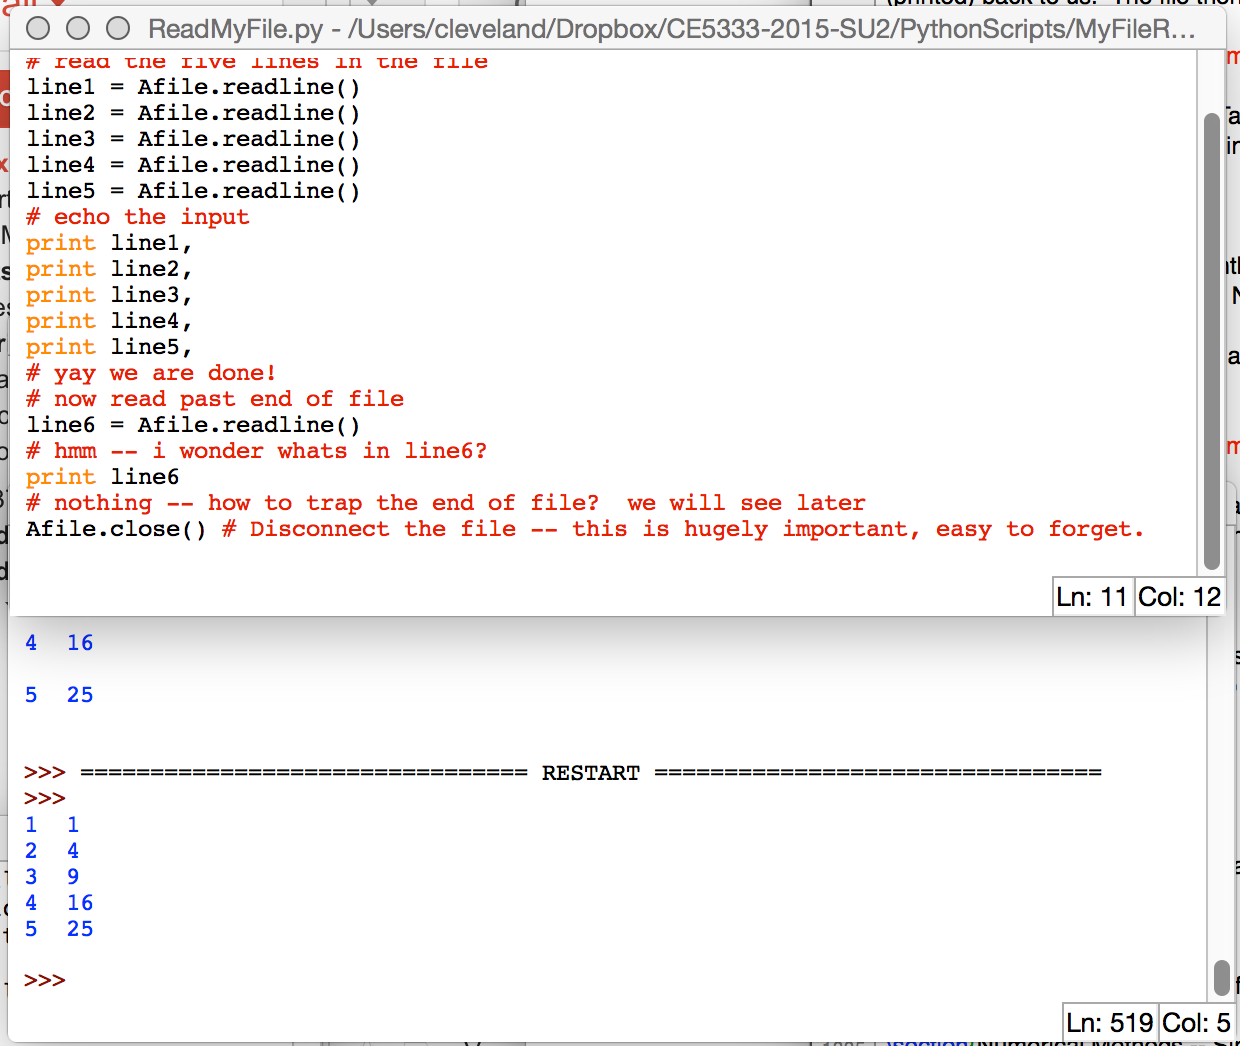 ReadMyFile.py - /Users/cleveland/Dropbox/CE5333-2015-SU2/PythonScripts/MyFileR...
# read the five lines in the file
line1 = Afile.readline()
line2 = Afile.readline()
line3 = Afile.readline()
line4 = Afile.readline()
line5 = Afile.readline()
# echo the input
print line1,
print line2,
print line3,
print line4,
print line5,
# yay we are done!
# now read past end of file
line6 = Afile.readline()
# hmm -- i wonder whats in line6?
print line6
# nothing -- how to trap the end of file?  we will see later
Afile.close() # Disconnect the file -- this is hugely important, easy to forget.
Ln: 11 Col: 12
4  16
5  25
>>> ================================ RESTART ================================
>>>
1  1
2  4
3  9
4  16
5  25
>>>
Ln: 519 Col: 5